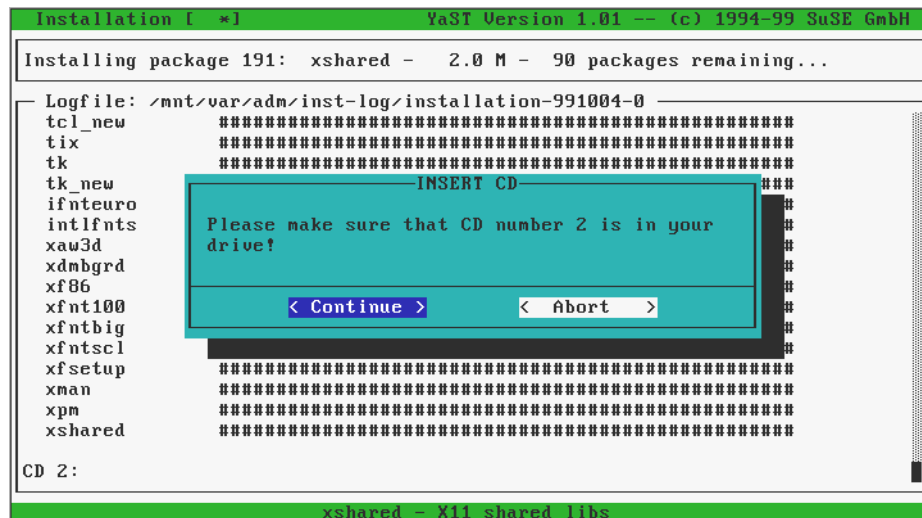 Installation [  *]                    YaST Version 1.01 -- (c) 1994-99 SuSE GmbH
Installing package 191:  xshared -   2.0 M -  90 packages remaining...
Logfile: /mnt/var/adm/inst-log/installation-991004-0
tcl_new ##################################################
tix ##################################################
tk ##################################################
tk_new ###
INSERT CD
ifnteuro #
intlfnts #
Please make sure that CD number 2 is in your
xaw3d #
drive!
xdmbgrd #
xf86 #
xfnt100 #
< Continue >        <  Abort   >
xfntbig #
xfntscl #
xfsetup ##################################################
xman ##################################################
xpm ##################################################
xshared ##################################################
CD 2:
xshared - X11 shared libs